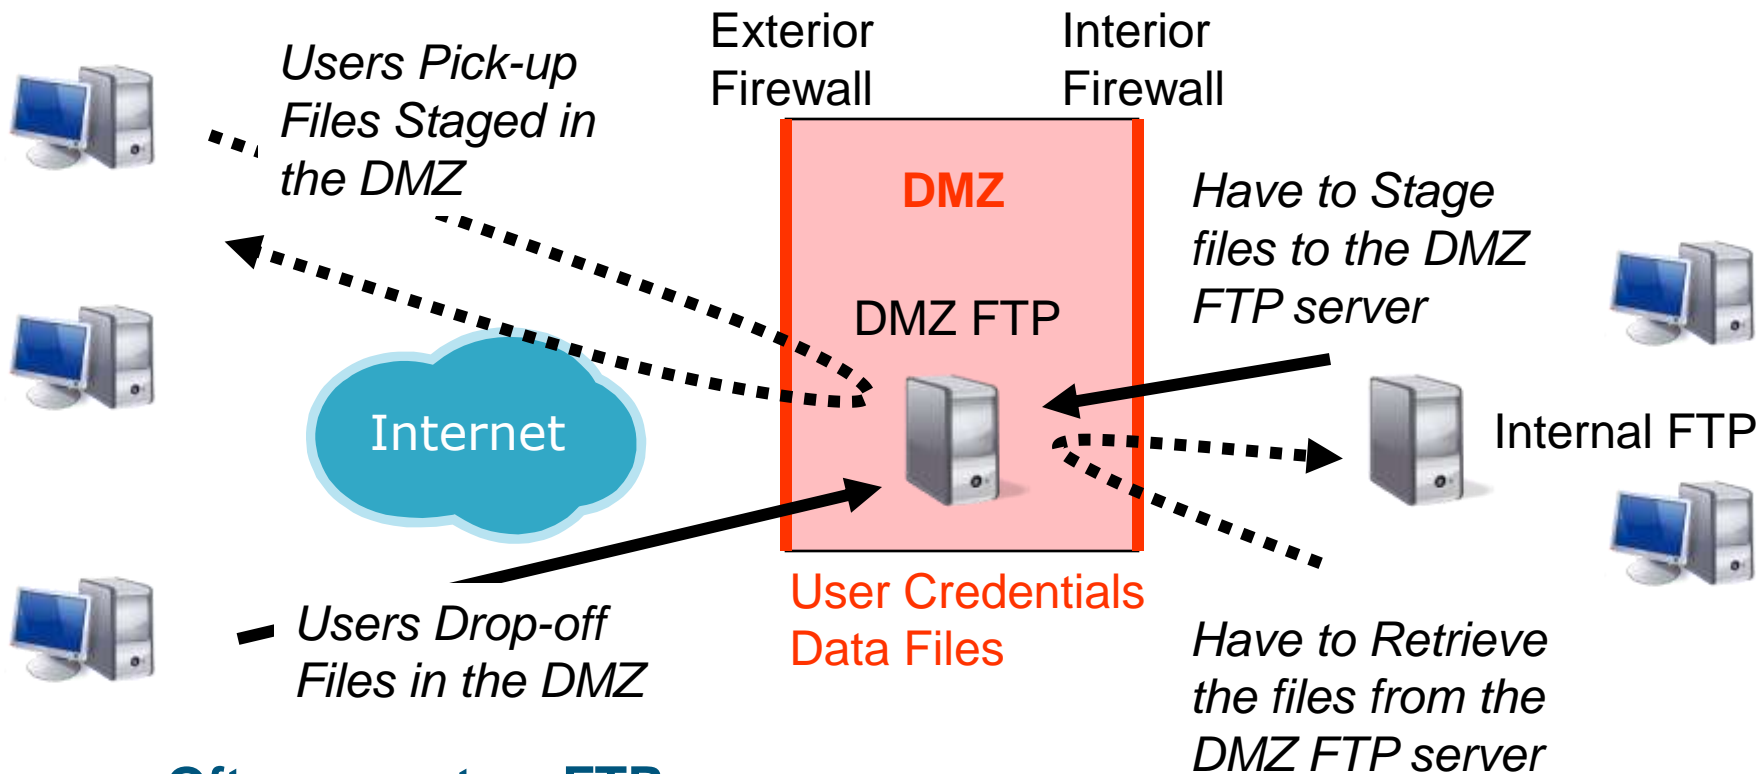 Exterior
Firewall
Interior
Firewall
Users Pick-up
Files Staged in
the DMZ
DMZ
Have to Stage
files to the DMZ
FTP server
DMZ FTP
Internet
Internal FTP
User Credentials
Data Files
Users Drop-off
Files in the DMZ
Have to Retrieve
the files from the
DMZ FTP server